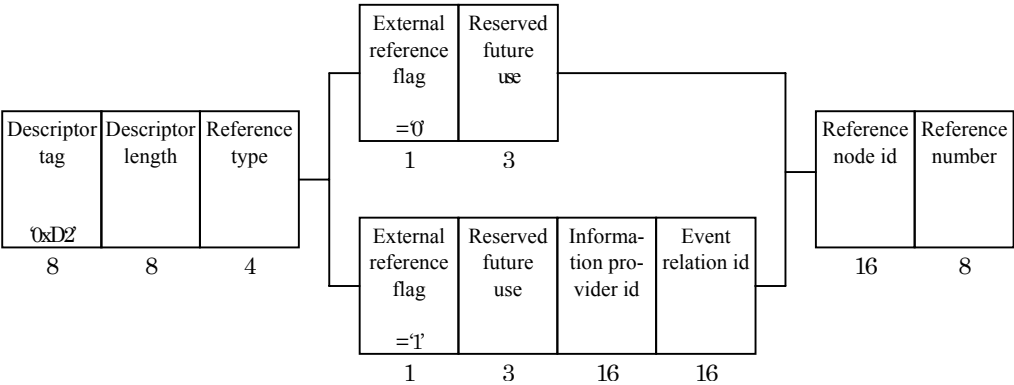 Descriptor
tag
'0xD2'
8
Descriptor
length
8
Reference
type
4
External
reference
flag
='0'
1
Reserved
future
use
3
External
reference
flag
='1'
1
Reserved
future
use
3
Informa-
tion pro-
vider id
16
Event
relation id
16
Reference
node id
16
Reference
number
8